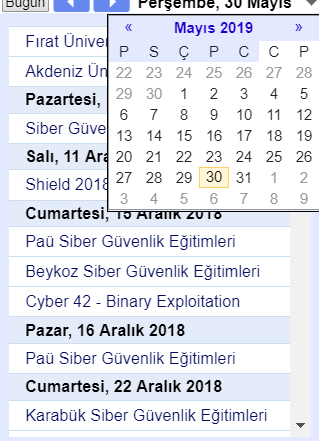 Bugün
Perşembe, 30 Mayıs
« Mayıs 2019 »
P S Ç P C C P
22 23 24 25 26 27 28
29 30 1 2 3 4 5
6 7 8 9 10 11 12
13 14 15 16 17 18 19
20 21 22 23 24 25 26
27 28 29 30 31 1 2
3 4 5 6 7 8 9
Fırat
Akdeniz
Pazartesi,
Siber
Salı, 11
Shield 2018
Cumartesi, 15 Aralık 2018
Paü Siber Güvenlik Eğitimleri
Beykoz Siber Güvenlik Eğitimleri
Cyber 42 - Binary Exploitation
Pazar, 16 Aralık 2018
Paü Siber Güvenlik Eğitimleri
Cumartesi, 22 Aralık 2018
Karabük Siber Güvenlik Eğitimleri